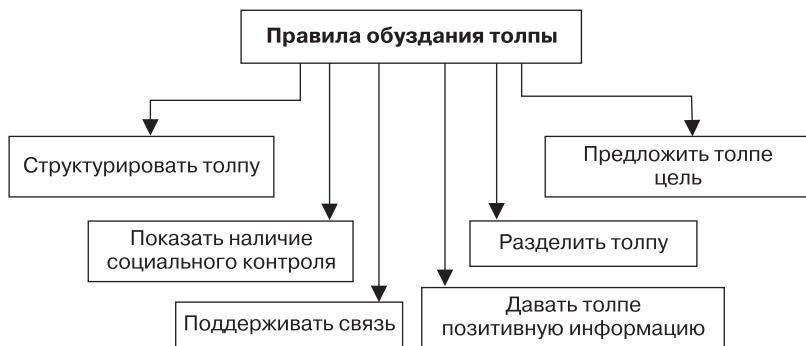 Правила обуздания толпы
Структурировать толпу
Предложить толпе
цель
Показать наличие
социального контроля
Разделить толпу
Поддерживать связь
Давать толпе
позитивную информацию